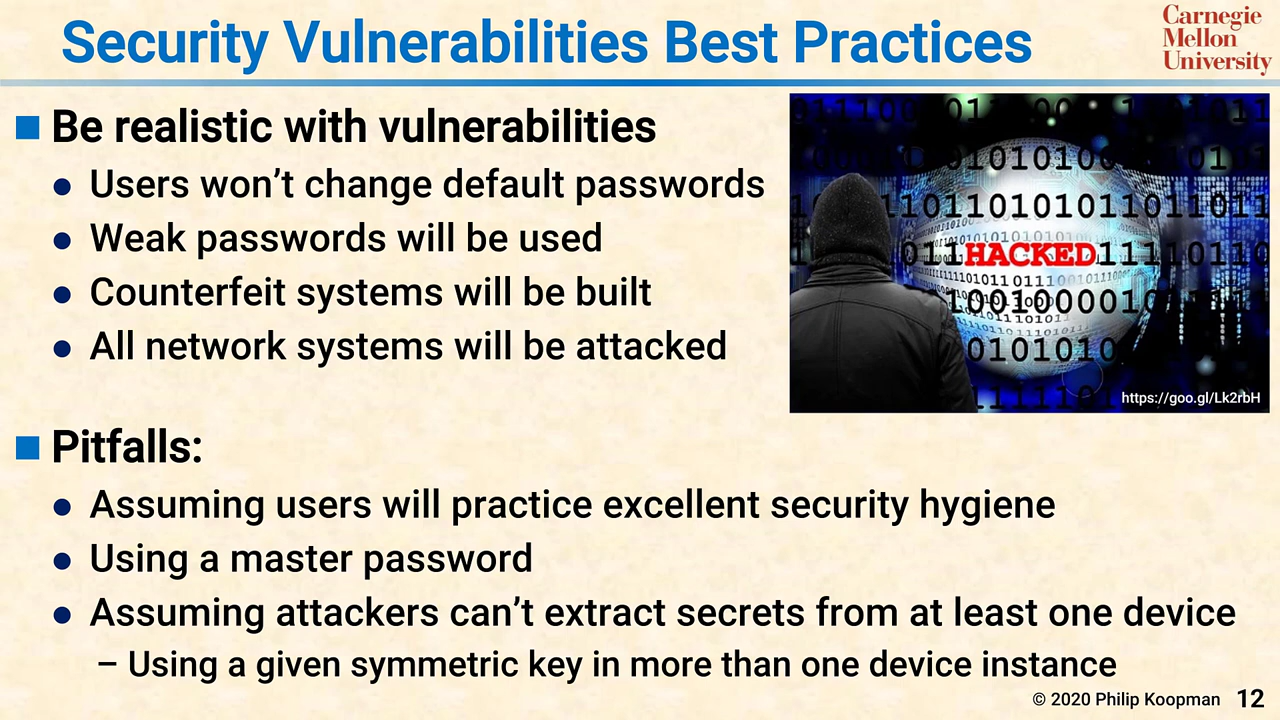 Security Vulnerabilities Best Practices
Carnegie
Mellon
University
Be realistic with vulnerabilities
Users won’t change default passwords
Weak passwords will be used
Counterfeit systems will be built
All network systems will be attacked
HACKED
https://goo.gl/Lk2rbH
Pitfalls:
Assuming users will practice excellent security hygiene
Using a master password
Assuming attackers can’t extract secrets from at least one device
– Using a given symmetric key in more than one device instance
© 2020 Philip Koopman 12